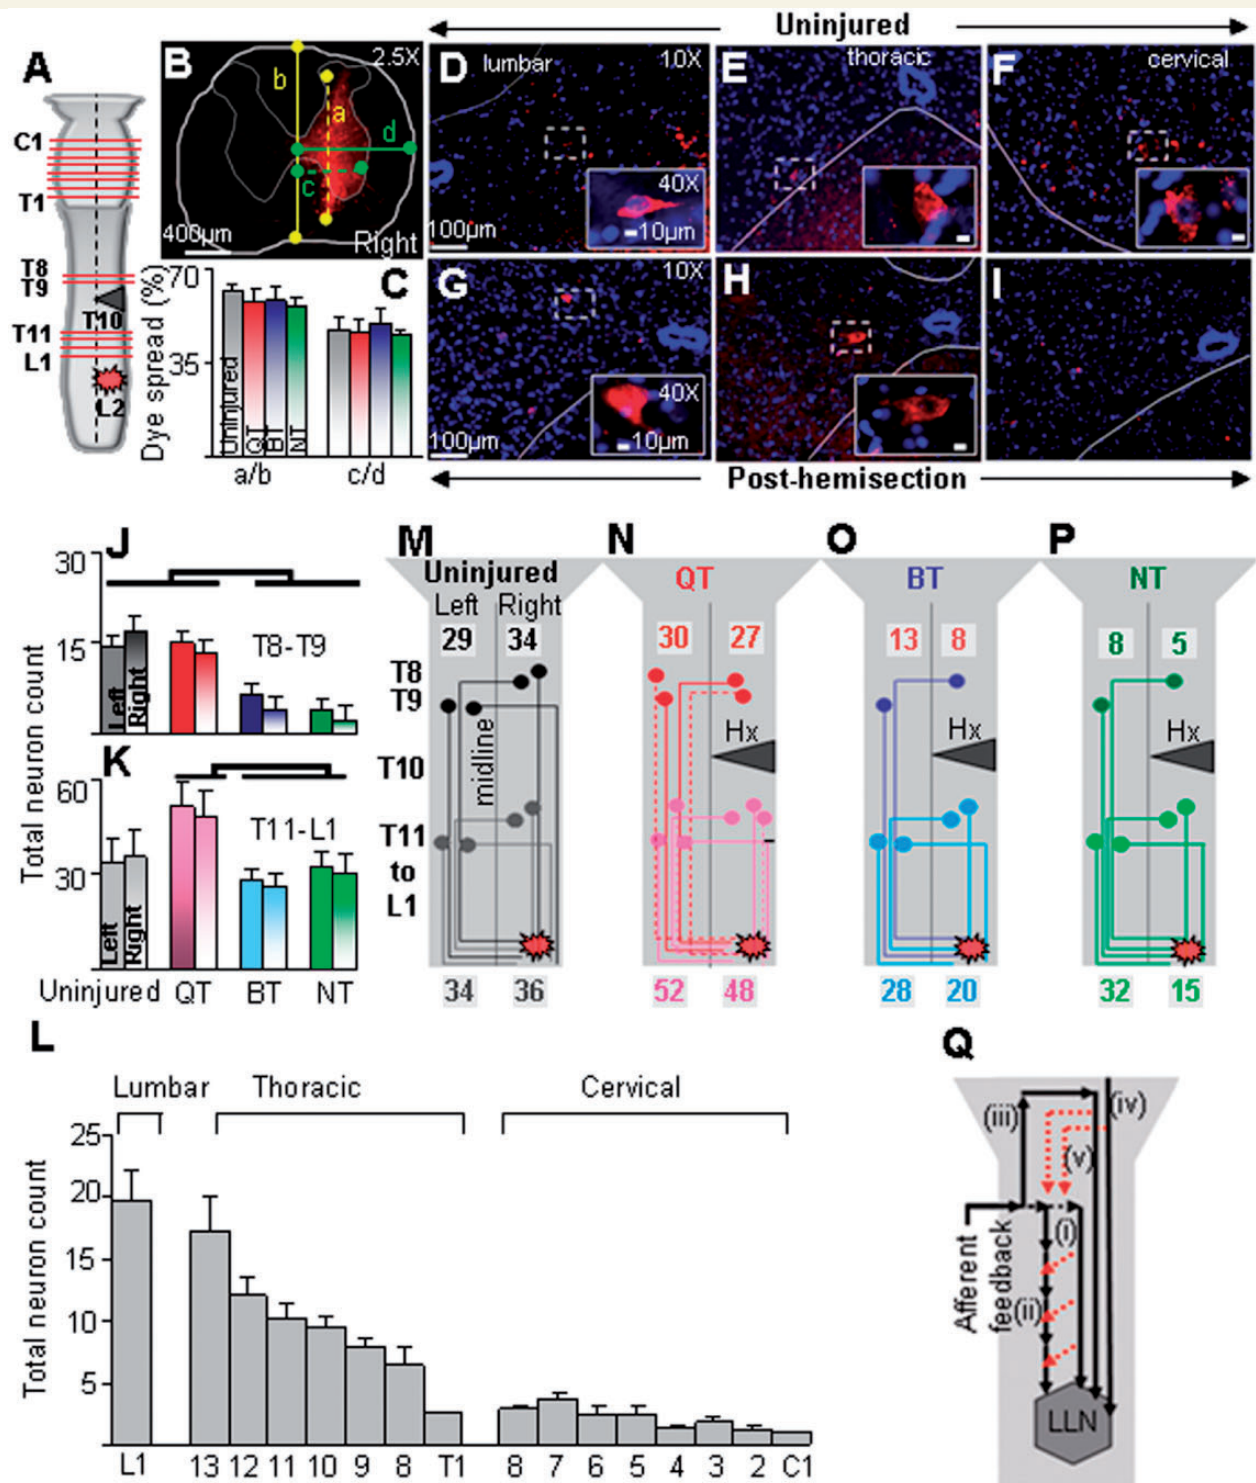 Uninjured
A
C1
T1
T8
T9
T10
T11
L1
L2
B
2.5X
b
a
d
c
400µm
Right
C
Dye spread (%)
70
35
Uninjured
QT
BT
NT
a/b
c/d
D
lumbar
10X
40X
10µm
100µm
E
thoracic
F
cervical
G
10X
40X
10µm
100µm
H
I
Post-hemisection
J
Total neuron count
30
15
Left
Right
T8-T9
K
60
30
Left
Right
T11-L1
Uninjured
QT
BT
NT
M
Uninjured
Left
Right
29
34
T8
T9
midline
T10
T11
to
L1
34
36
N
QT
30
27
Hx
52
48
O
BT
13
8
Hx
28
20
P
NT
8
5
Hx
32
15
L
Lumbar
Thoracic
Cervical
Total neuron count
25
20
15
10
5
L1
13
12
11
10
9
8
T1
8
7
6
5
4
3
2
C1
Q
(iii)
(iv)
(v)
(i)
(ii)
Afferent
feedback
LLN